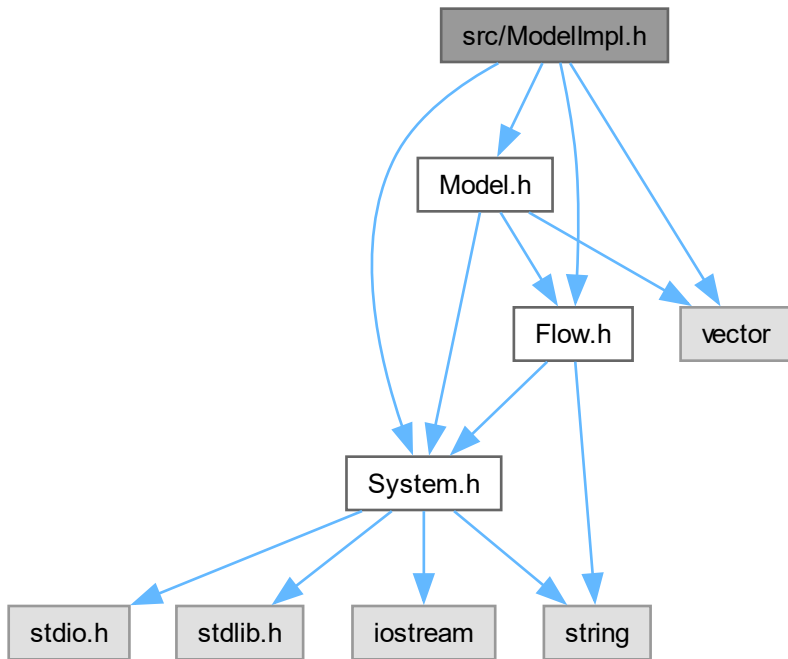 src/ModelImpl.h
Model.h
Flow.h
vector
System.h
stdio.h
stdlib.h
iostream
string